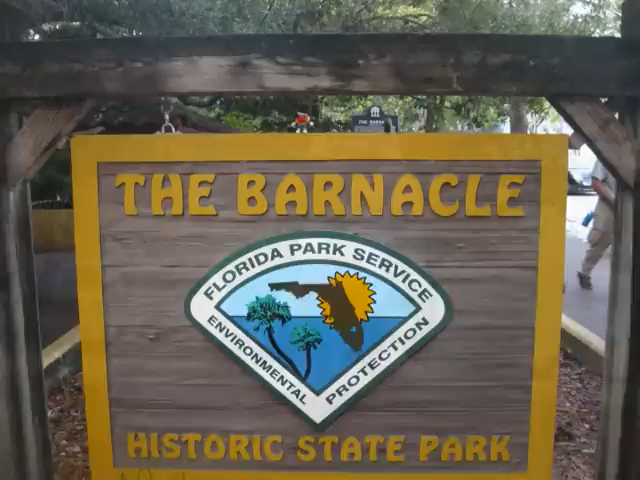 THE BARNACLE
FLORIDA PARK SERVICE
ENVIRONMENTAL PROTECTION
HISTORIC STATE PARK